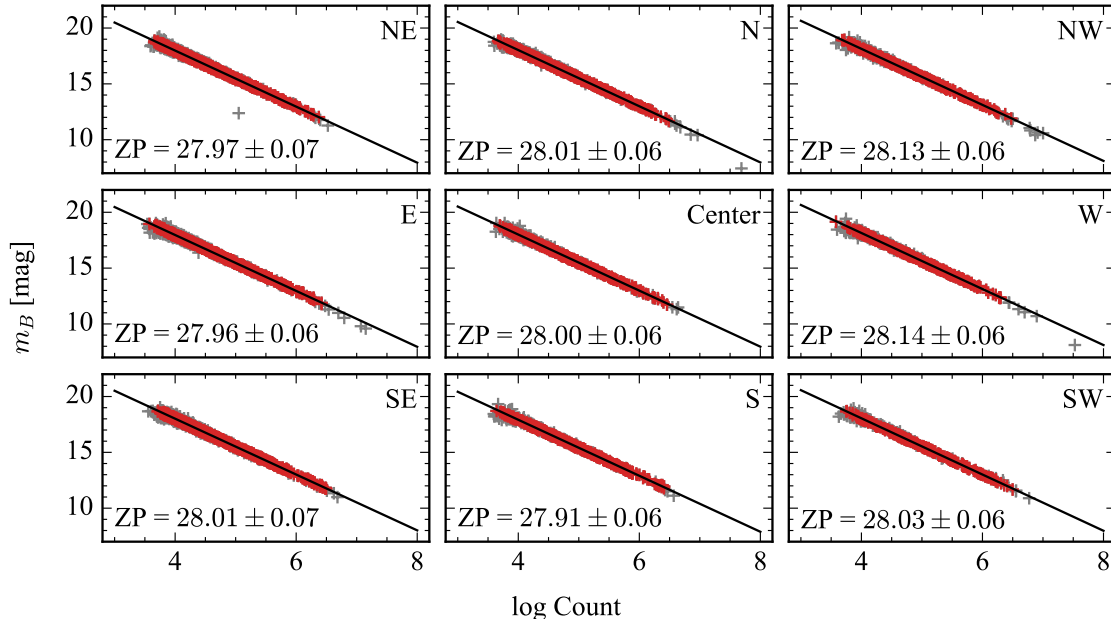 NE
N
NW
20
15
10
ZP = 27.97 ± 0.07
ZP = 28.01 ± 0.06
ZP = 28.13 ± 0.06
E
Center
W
20
15
10
ZP = 27.96 ± 0.06
ZP = 28.00 ± 0.06
ZP = 28.14 ± 0.06
m_B [mag]
SE
S
SW
20
15
10
ZP = 28.01 ± 0.07
ZP = 27.91 ± 0.06
ZP = 28.03 ± 0.06
4 6 8 4 6 8 4 6 8
log Count